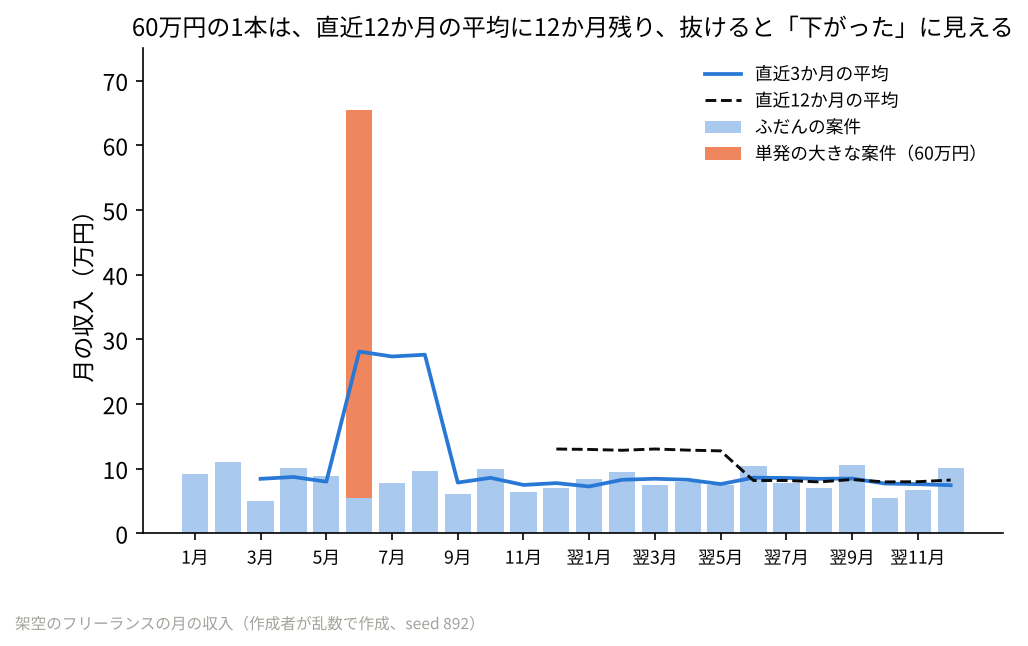 60万円の1本は、直近12か月の平均に12か月残り、抜けると「下がった」に見える
直近3か月の平均
直近12か月の平均
ふだんの案件
単発の大きな案件（60万円）
月の収入（万円）
70
60
50
40
30
20
10
0
1月
3月
5月
7月
9月
11月
翌1月
翌3月
翌5月
翌7月
翌9月
翌11月
架空のフリーランスの月の収入（作成者が乱数で作成、seed 892）